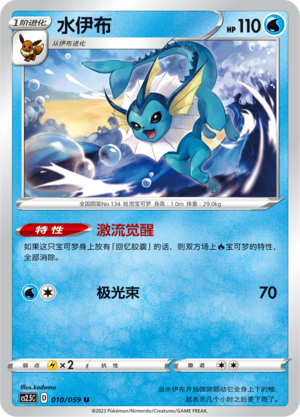 1阶进化
水伊布
HP 110
从伊布进化
全国图鉴No.134 吐泡宝可梦 身高：1.0m 体重：29.0kg
特性 激流觉醒
如果这只宝可梦身上放有「回忆胶囊」的话，则双方场上宝可梦的特性，
全部消除。
极光束 70
弱点 ×2 抵抗力 撤退
Illus.kodama
CS2.5C D 010/059 U
当水伊布开始微微颤动它全身上下的鳍，
就表示几个小时之后要下雨了。
©2023 Pokémon/Nintendo/Creatures/GAME FREAK.